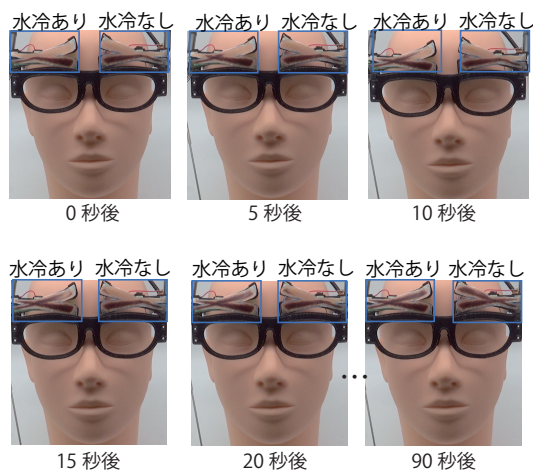 水冷あり 水冷なし 水冷あり 水冷なし 水冷あり 水冷なし
0 秒後 5 秒後 10 秒後
水冷あり 水冷なし 水冷あり 水冷なし 水冷あり 水冷なし
…
15 秒後 20 秒後 90 秒後